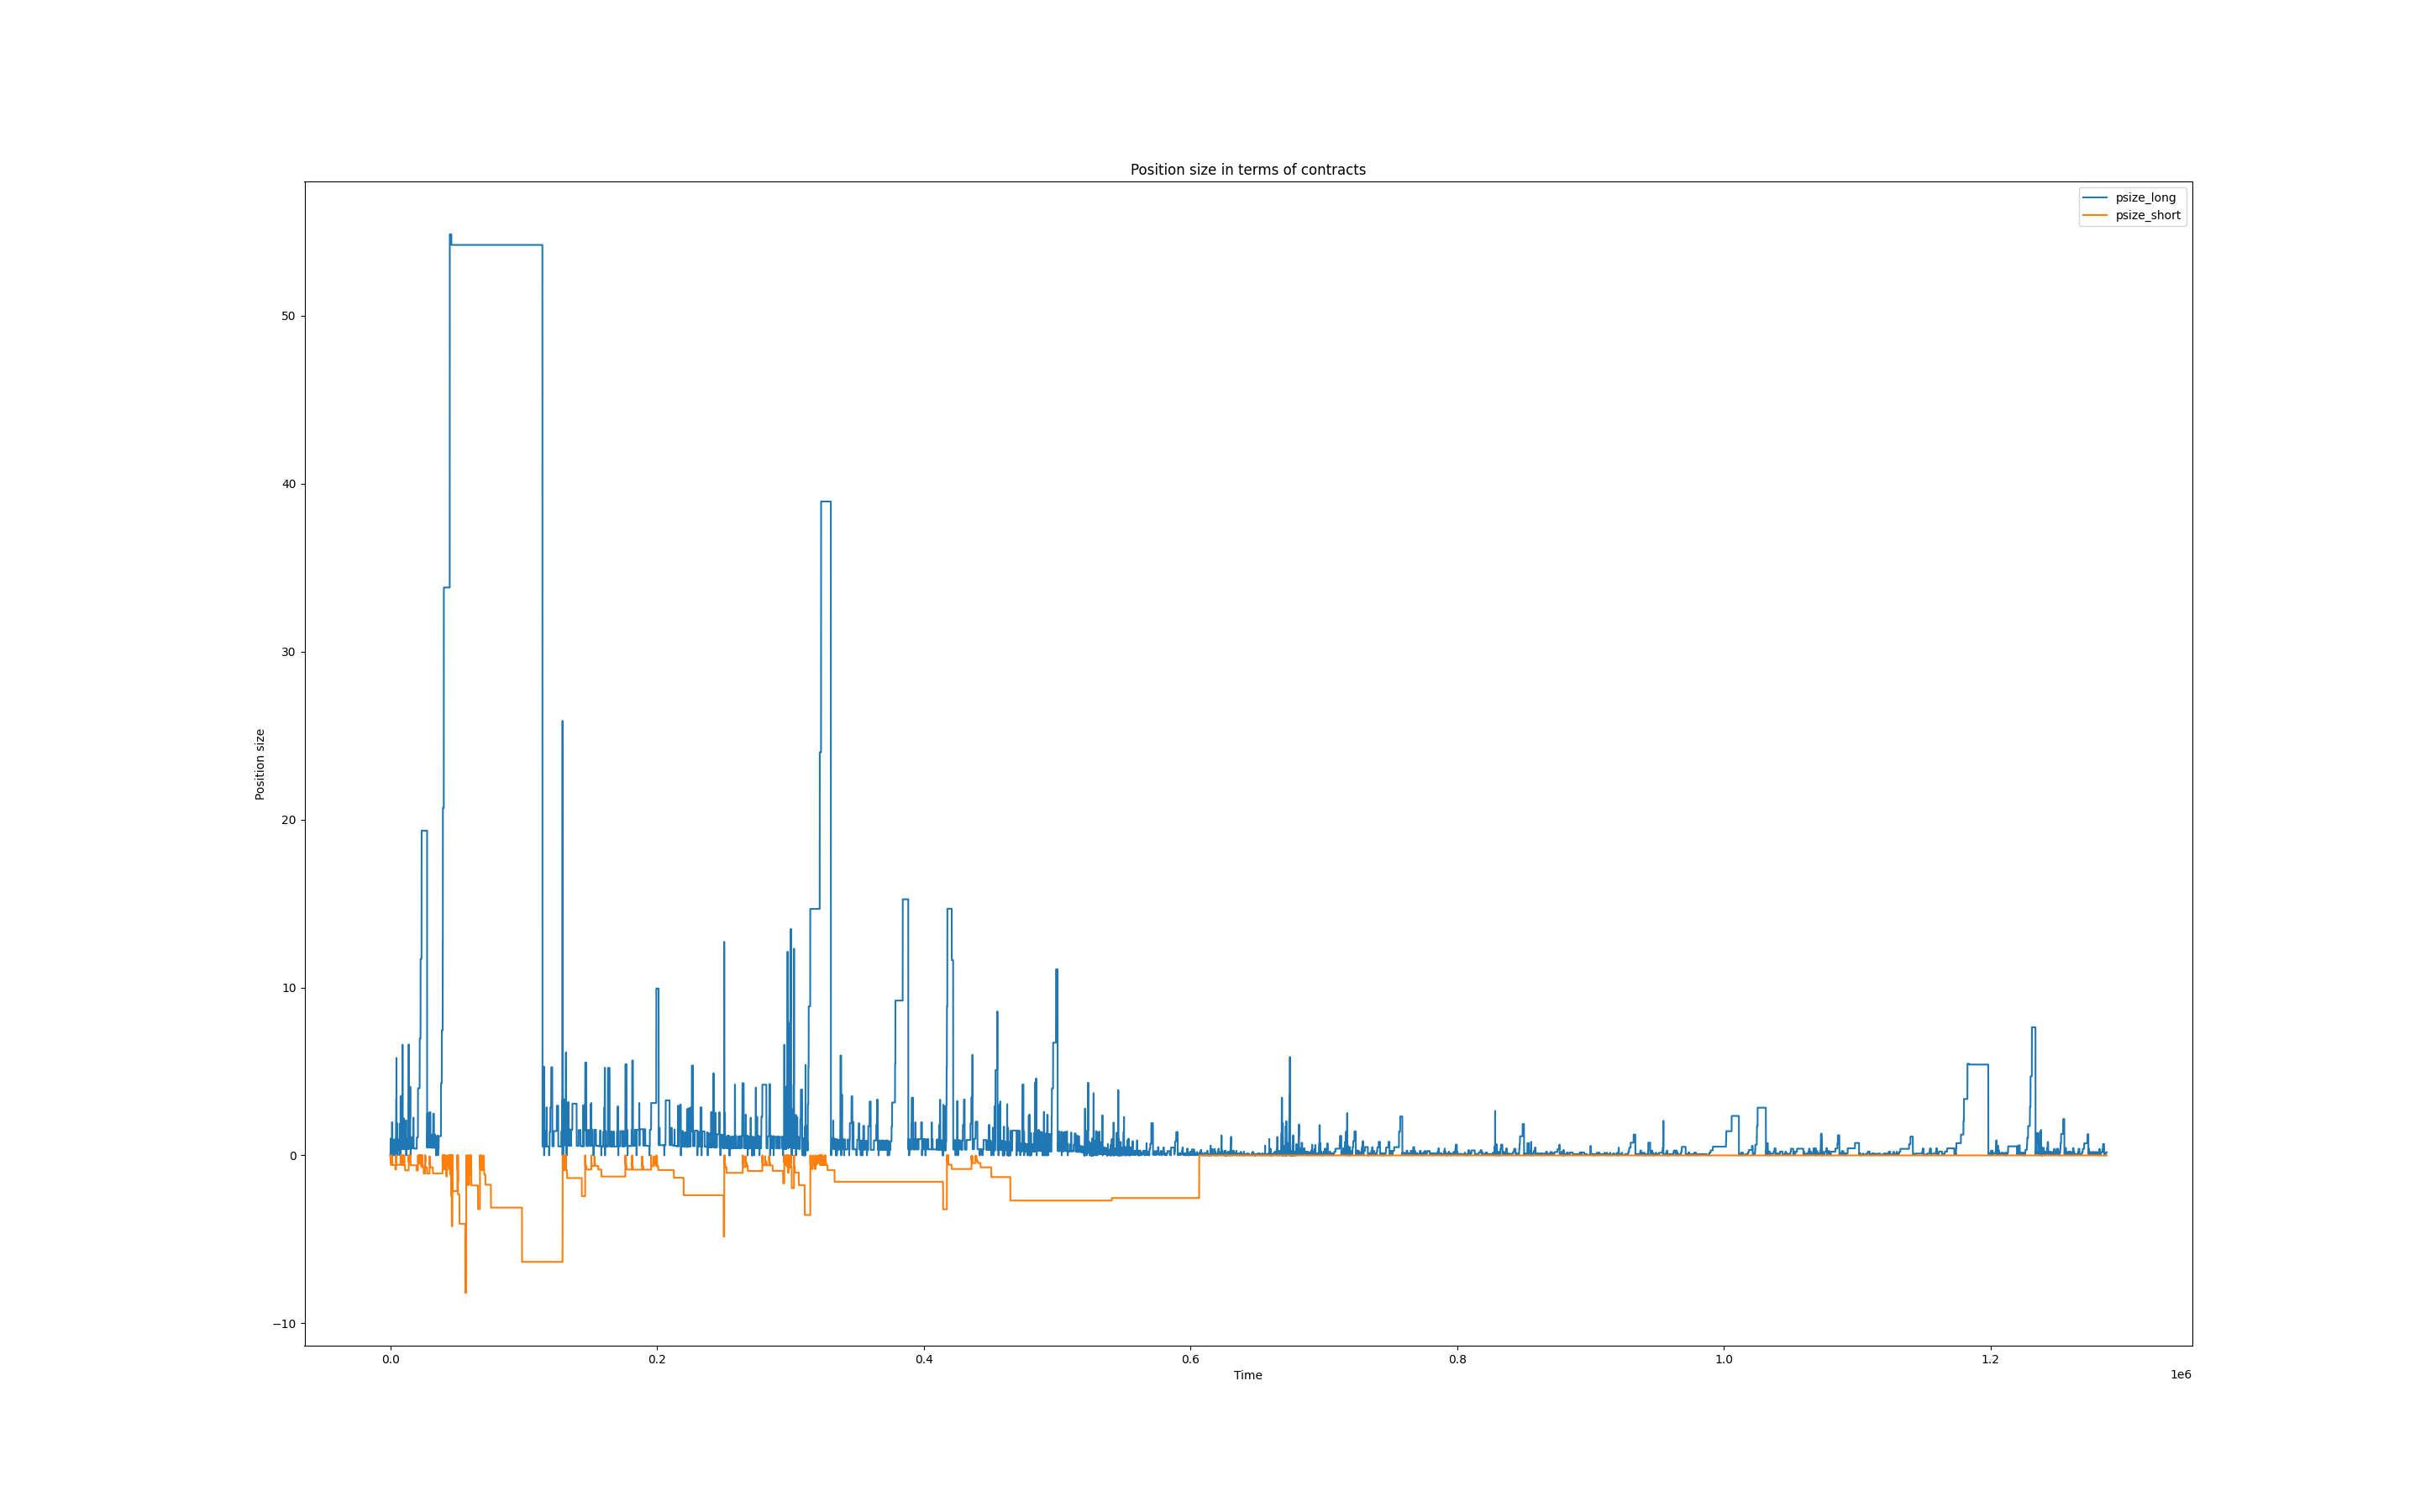 Position size in terms of contracts
psize_long
psize_short
Position size
50
40
30
20
10
0
−10
0.0 0.2 0.4 0.6 0.8 1.0 1.2
Time
1e6